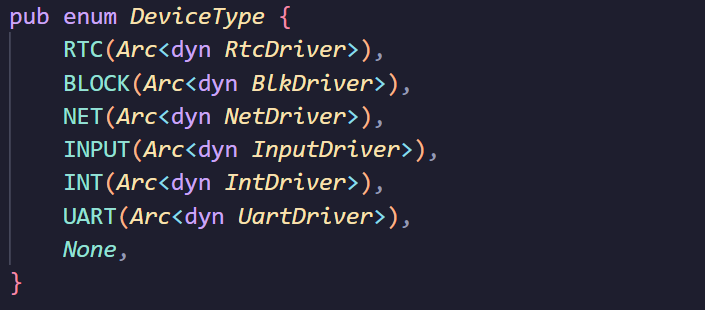 pub enum DeviceType {
    RTC(Arc<dyn RtcDriver>),
    BLOCK(Arc<dyn BlkDriver>),
    NET(Arc<dyn NetDriver>),
    INPUT(Arc<dyn InputDriver>),
    INT(Arc<dyn IntDriver>),
    UART(Arc<dyn UartDriver>),
    None,
}